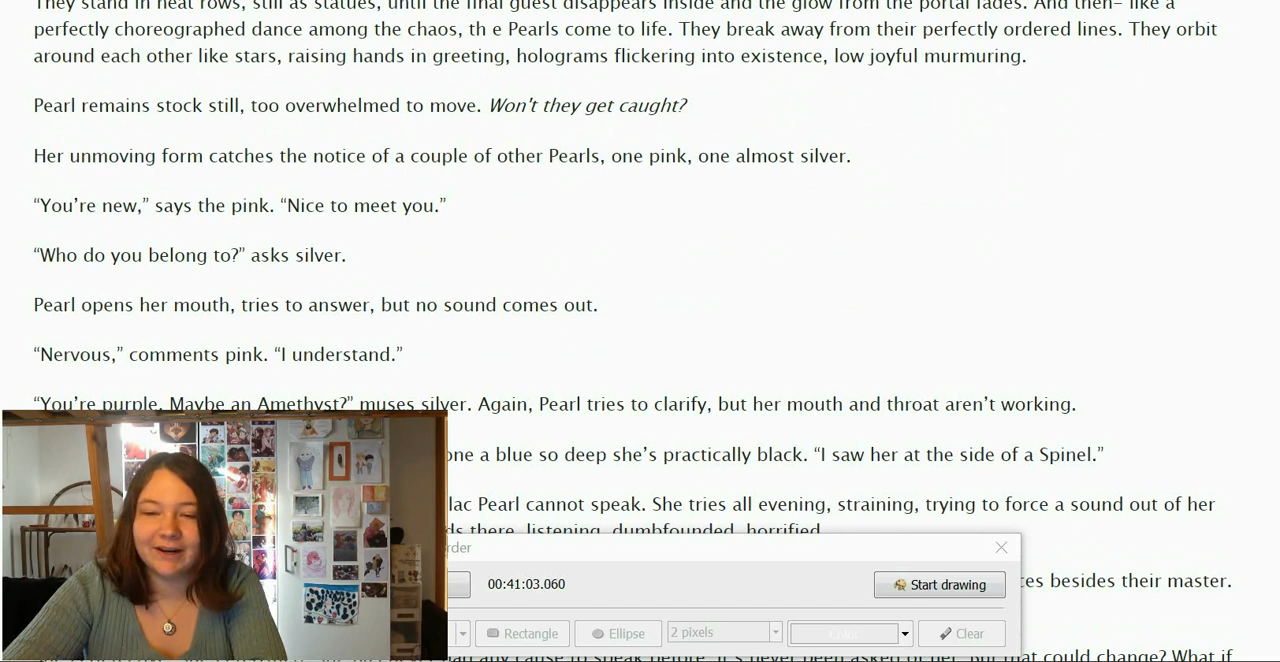 They stand in neat rows, still as statues, until the final guest disappears inside and the glow from the portal fades. And then– like a
perfectly choreographed dance among the chaos, th e Pearls come to life. They break away from their perfectly ordered lines. They orbit
around each other like stars, raising hands in greeting, holograms flickering into existence, low joyful murmuring.
Pearl remains stock still, too overwhelmed to move. Won't they get caught?
Her unmoving form catches the notice of a couple of other Pearls, one pink, one almost silver.
“You’re new,” says the pink. “Nice to meet you.”
“Who do you belong to?” asks silver.
Pearl opens her mouth, tries to answer, but no sound comes out.
“Nervous,” comments pink. “I understand.”
“You’re purple. Maybe an Amethyst?” muses silver. Again, Pearl tries to clarify, but her mouth and throat aren’t working.
one a blue so deep she’s practically black. “I saw her at the side of a Spinel.”
lac Pearl cannot speak. She tries all evening, straining, trying to force a sound out of her
ds there, listening, dumbfounded, horrified.
rder
00:41:03.060
Start drawing
ces besides their master.
Rectangle
Ellipse
2 pixels
Color
Clear
had any cause to speak before, it’s never been asked of her, but that could change? What if